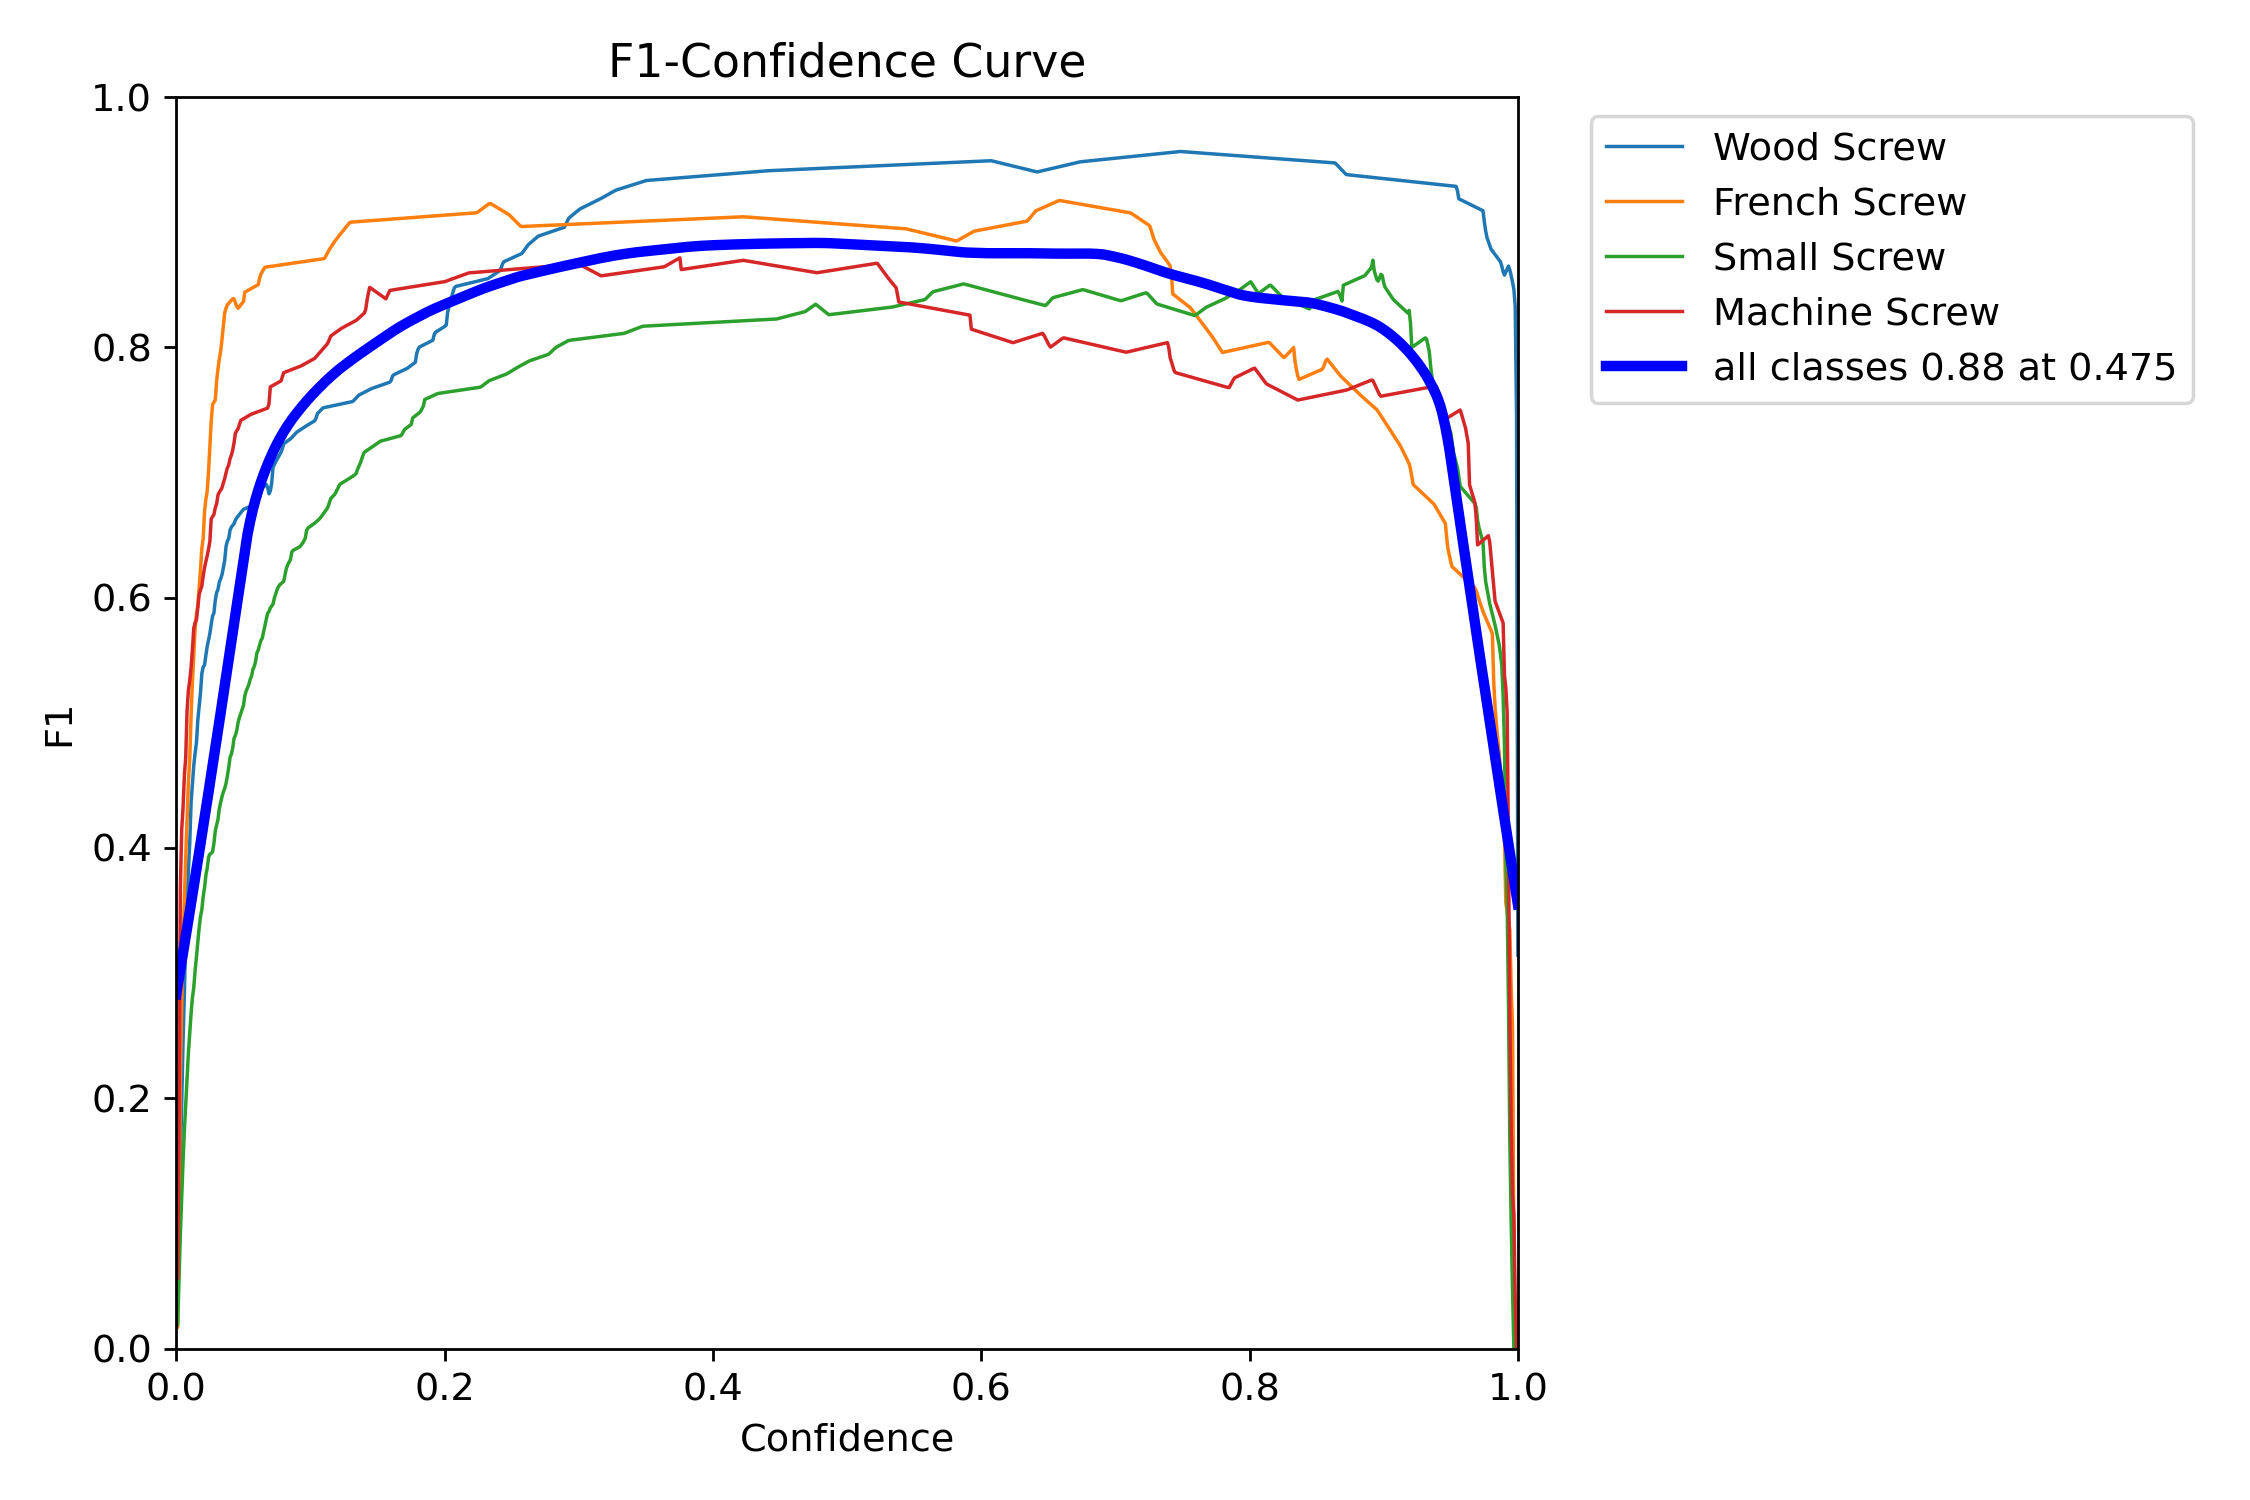 F1-Confidence Curve
1.0
0.8
0.6
0.4
0.2
0.0
F1
0.0 0.2 0.4 0.6 0.8 1.0
Confidence
Wood Screw
French Screw
Small Screw
Machine Screw
all classes 0.88 at 0.475